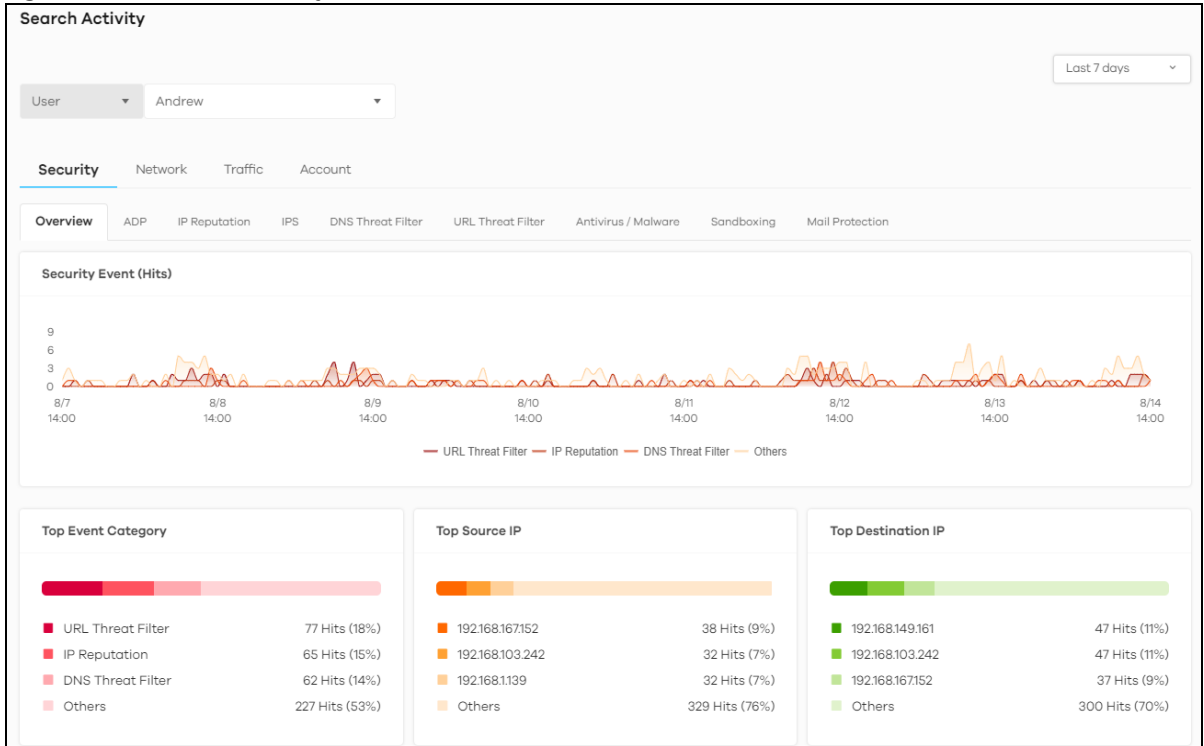 Search Activity
Last 7 days
User Andrew
Security Network Traffic Account
Overview ADP IP Reputation IPS DNS Threat Filter URL Threat Filter Antivirus / Malware Sandboxing Mail Protection
Security Event (Hits)
9
6
3
0
8/7 8/8 8/9 8/10 8/11 8/12 8/13 8/14
14:00 14:00 14:00 14:00 14:00 14:00 14:00 14:00
URL Threat Filter IP Reputation DNS Threat Filter Others
Top Event Category
URL Threat Filter 77 Hits (18%)
IP Reputation 65 Hits (15%)
DNS Threat Filter 62 Hits (14%)
Others 227 Hits (53%)
Top Source IP
192.168.167.152 38 Hits (9%)
192.168.103.242 32 Hits (7%)
192.168.1.139 32 Hits (7%)
Others 329 Hits (76%)
Top Destination IP
192.168.149.161 47 Hits (11%)
192.168.103.242 47 Hits (11%)
192.168.167.152 37 Hits (9%)
Others 300 Hits (70%)